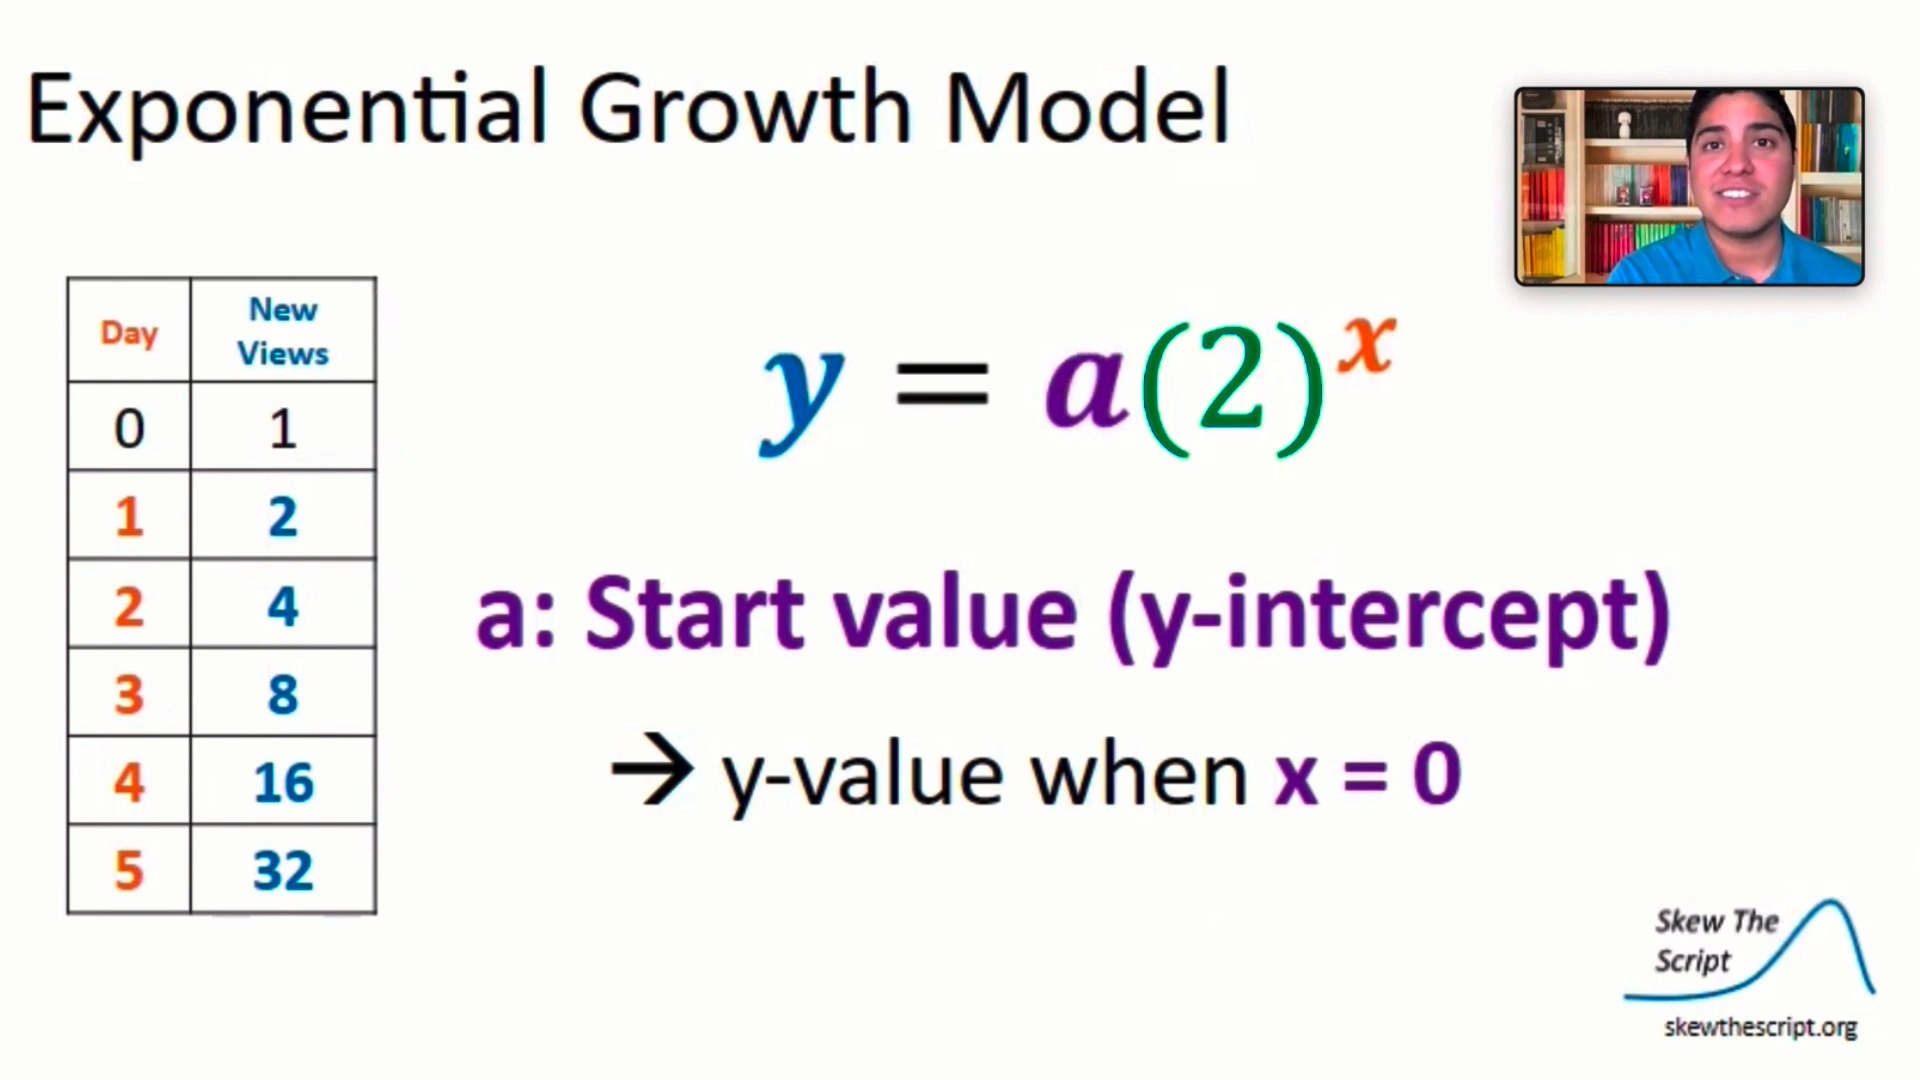 Exponential Growth Model
Day New Views
0 1
1 2
2 4
3 8
4 16
5 32
y = a(2)^x
a: Start value (y-intercept)
→ y-value when x = 0
Skew The
Script
skewthescript.org